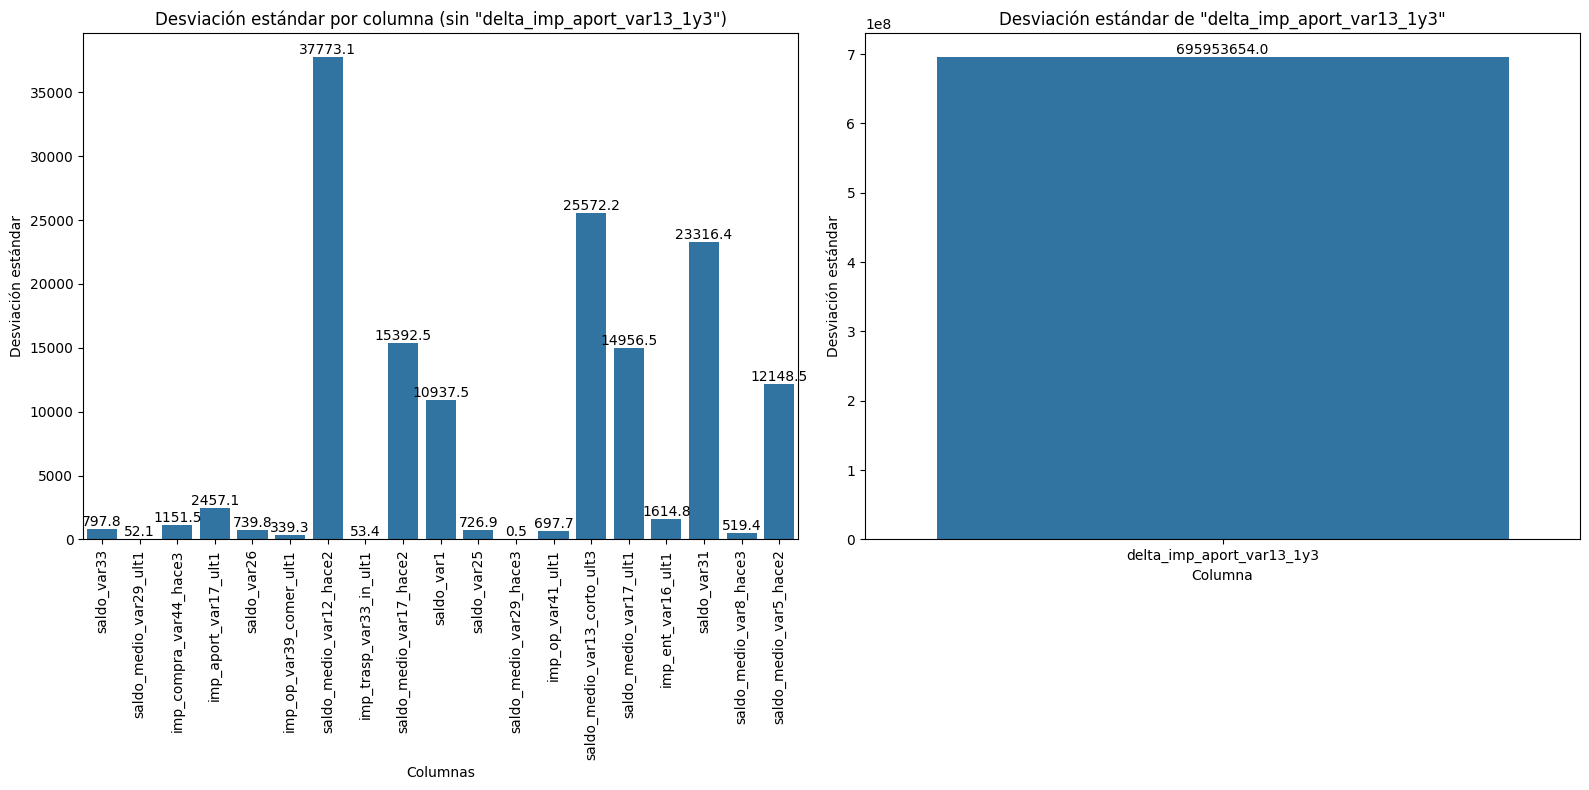 Desviación estándar por columna (sin "delta_imp_aport_var13_1y3")
Desviación estándar
35000
30000
25000
20000
15000
10000
5000
0
797.8
52.1
1151.5
2457.1
739.8
339.3
37773.1
53.4
15392.5
10937.5
726.9
0.5
697.7
25572.2
14956.5
1614.8
23316.4
519.4
12148.5
saldo_var33
saldo_medio_var29_ult1
imp_compra_var44_hace3
imp_aport_var17_ult1
saldo_var26
imp_op_var39_comer_ult1
saldo_medio_var12_hace2
imp_trasp_var33_in_ult1
saldo_medio_var17_hace2
saldo_var1
saldo_var25
saldo_medio_var29_hace3
imp_op_var41_ult1
saldo_medio_var13_corto_ult3
saldo_medio_var17_ult1
imp_ent_var16_ult1
saldo_var31
saldo_medio_var8_hace3
saldo_medio_var5_hace2
Columnas
Desviación estándar de "delta_imp_aport_var13_1y3"
1e8
Desviación estándar
7
6
5
4
3
2
1
0
695953654.0
delta_imp_aport_var13_1y3
Columna